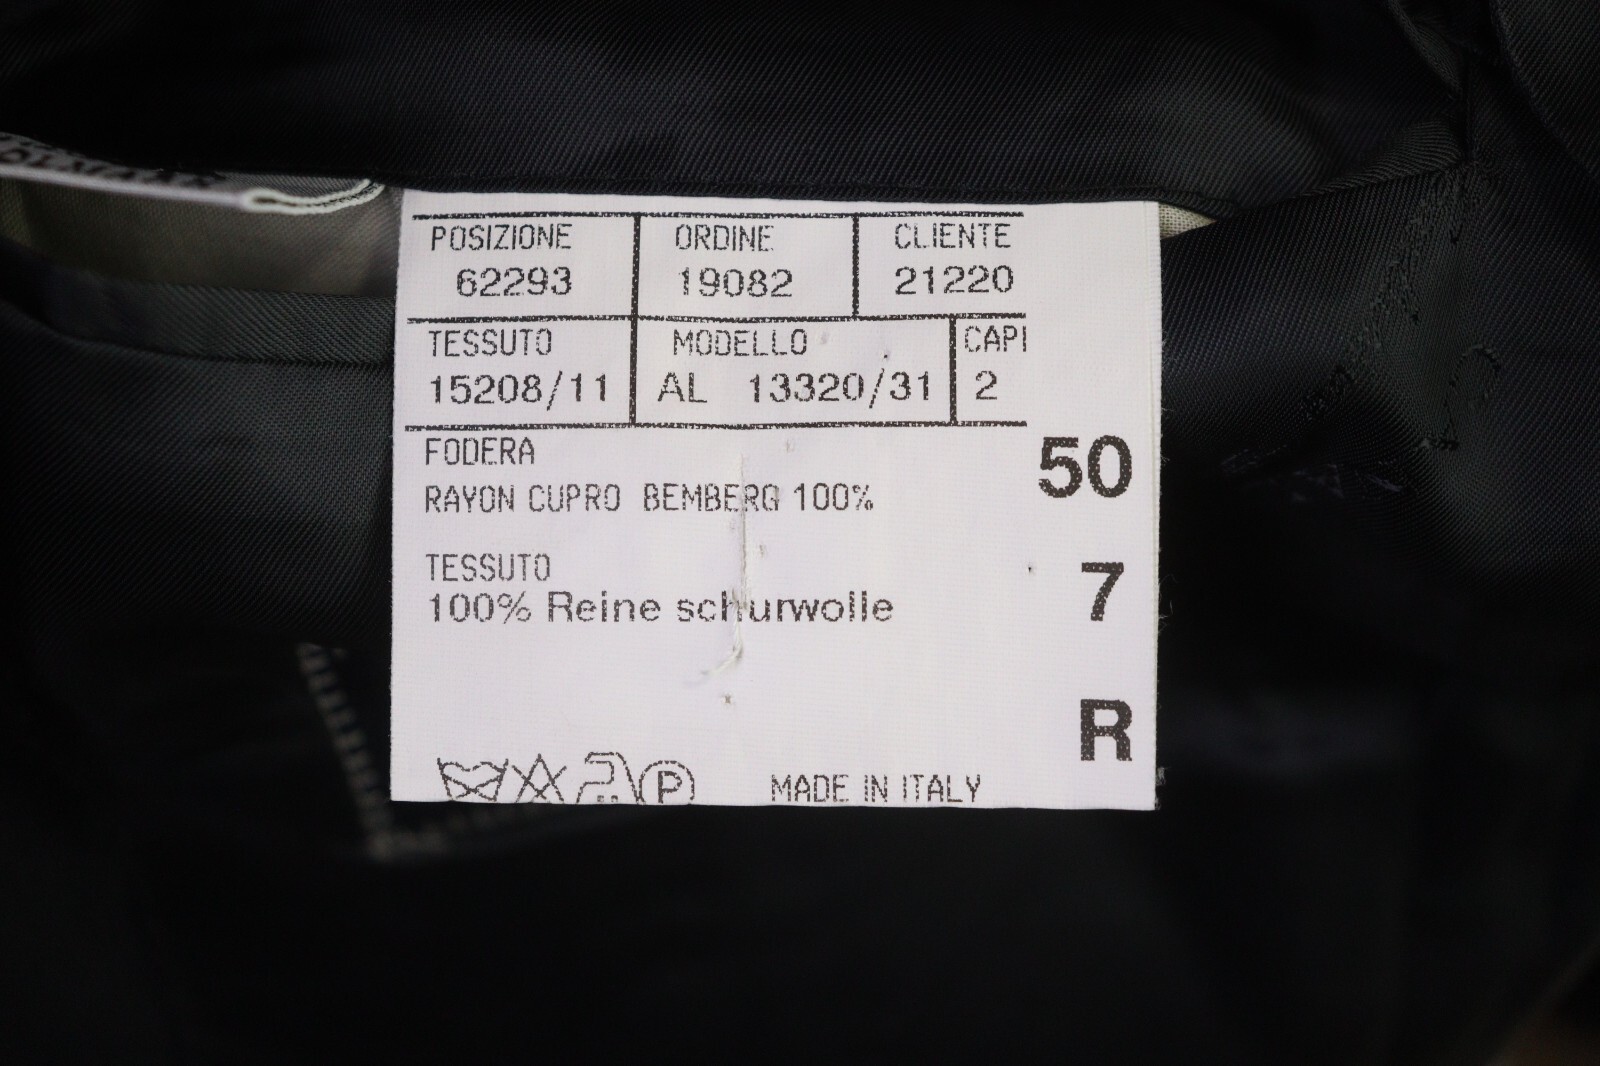 POSIZIONE ORDINE CLIENTE
62293 19082 21220
TESSUTO MODELLO CAPI
15208/11 AL 13320/31 2
FODERA
RAYON CUPRO BEMBERG 100%
TESSUTO
100% Reine schurwolle
50
7
R
P
MADE IN ITALY